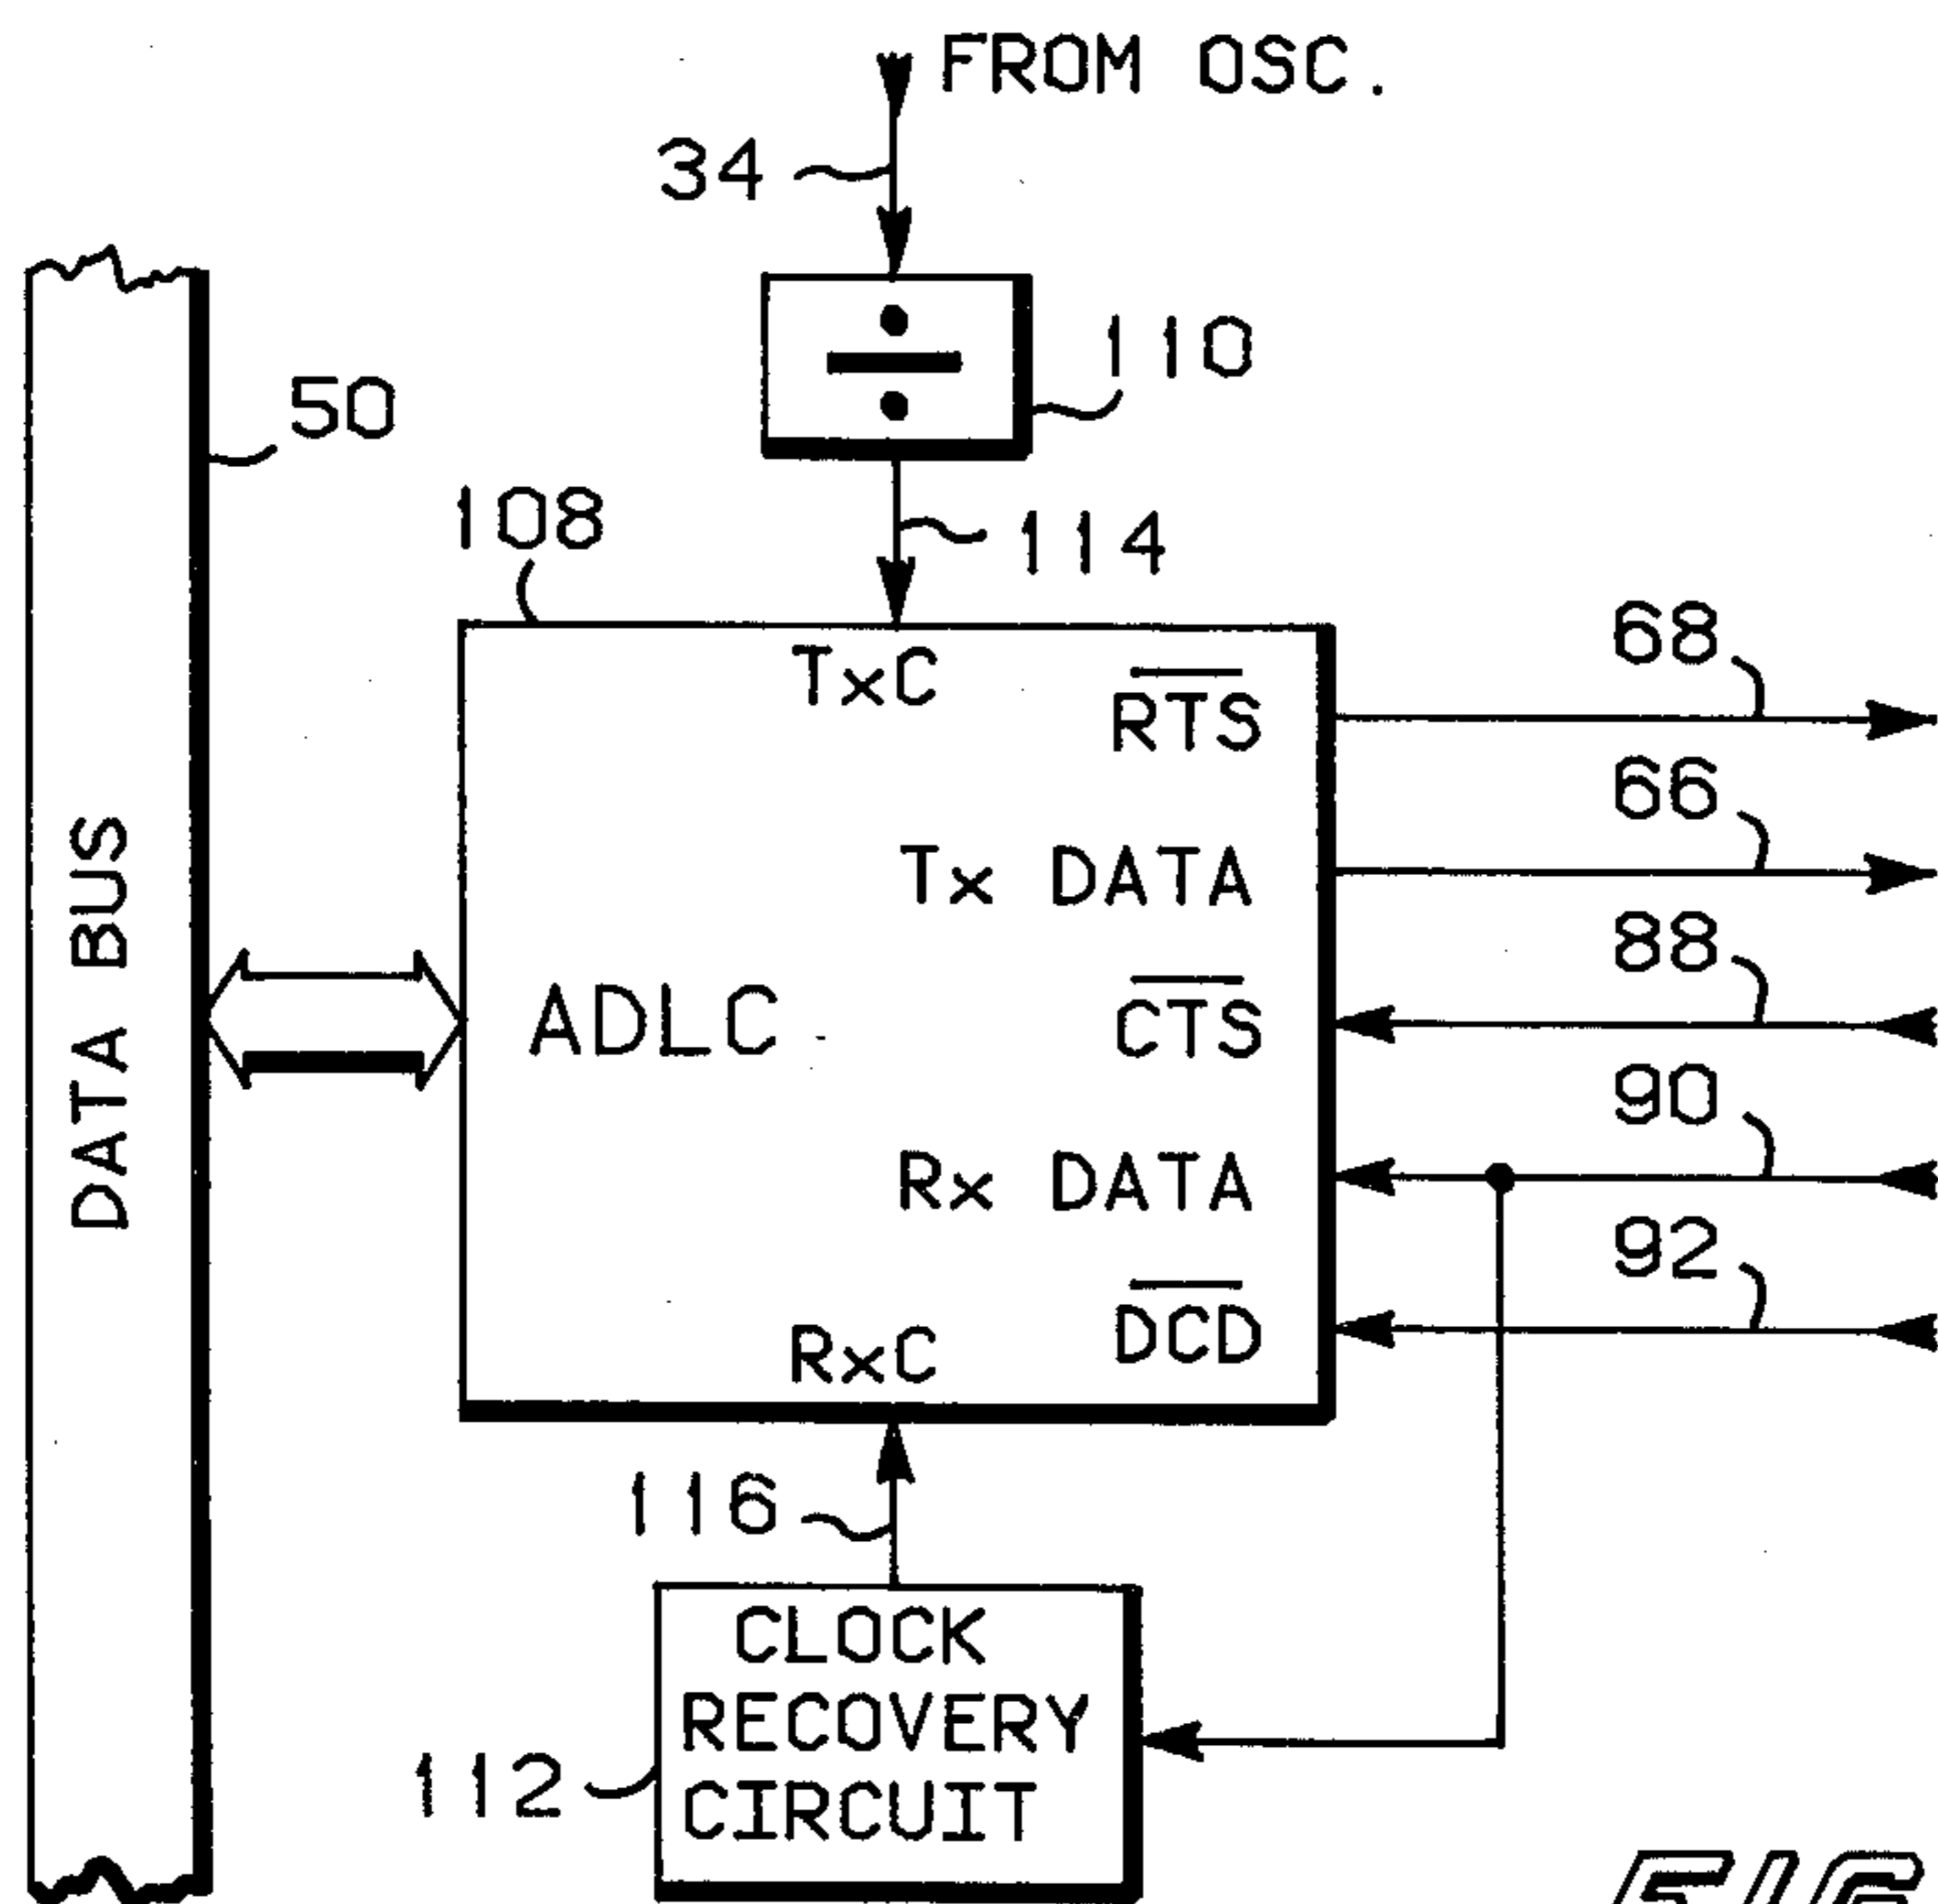 FROM OSC.
34
110
50
108
114
TxC
RTS
68
Tx DATA
66
DATA BUS
ADLC
CTS
88
Rx DATA
90
DCD
92
RxC
116
CLOCK
RECOVERY
CIRCUIT
112